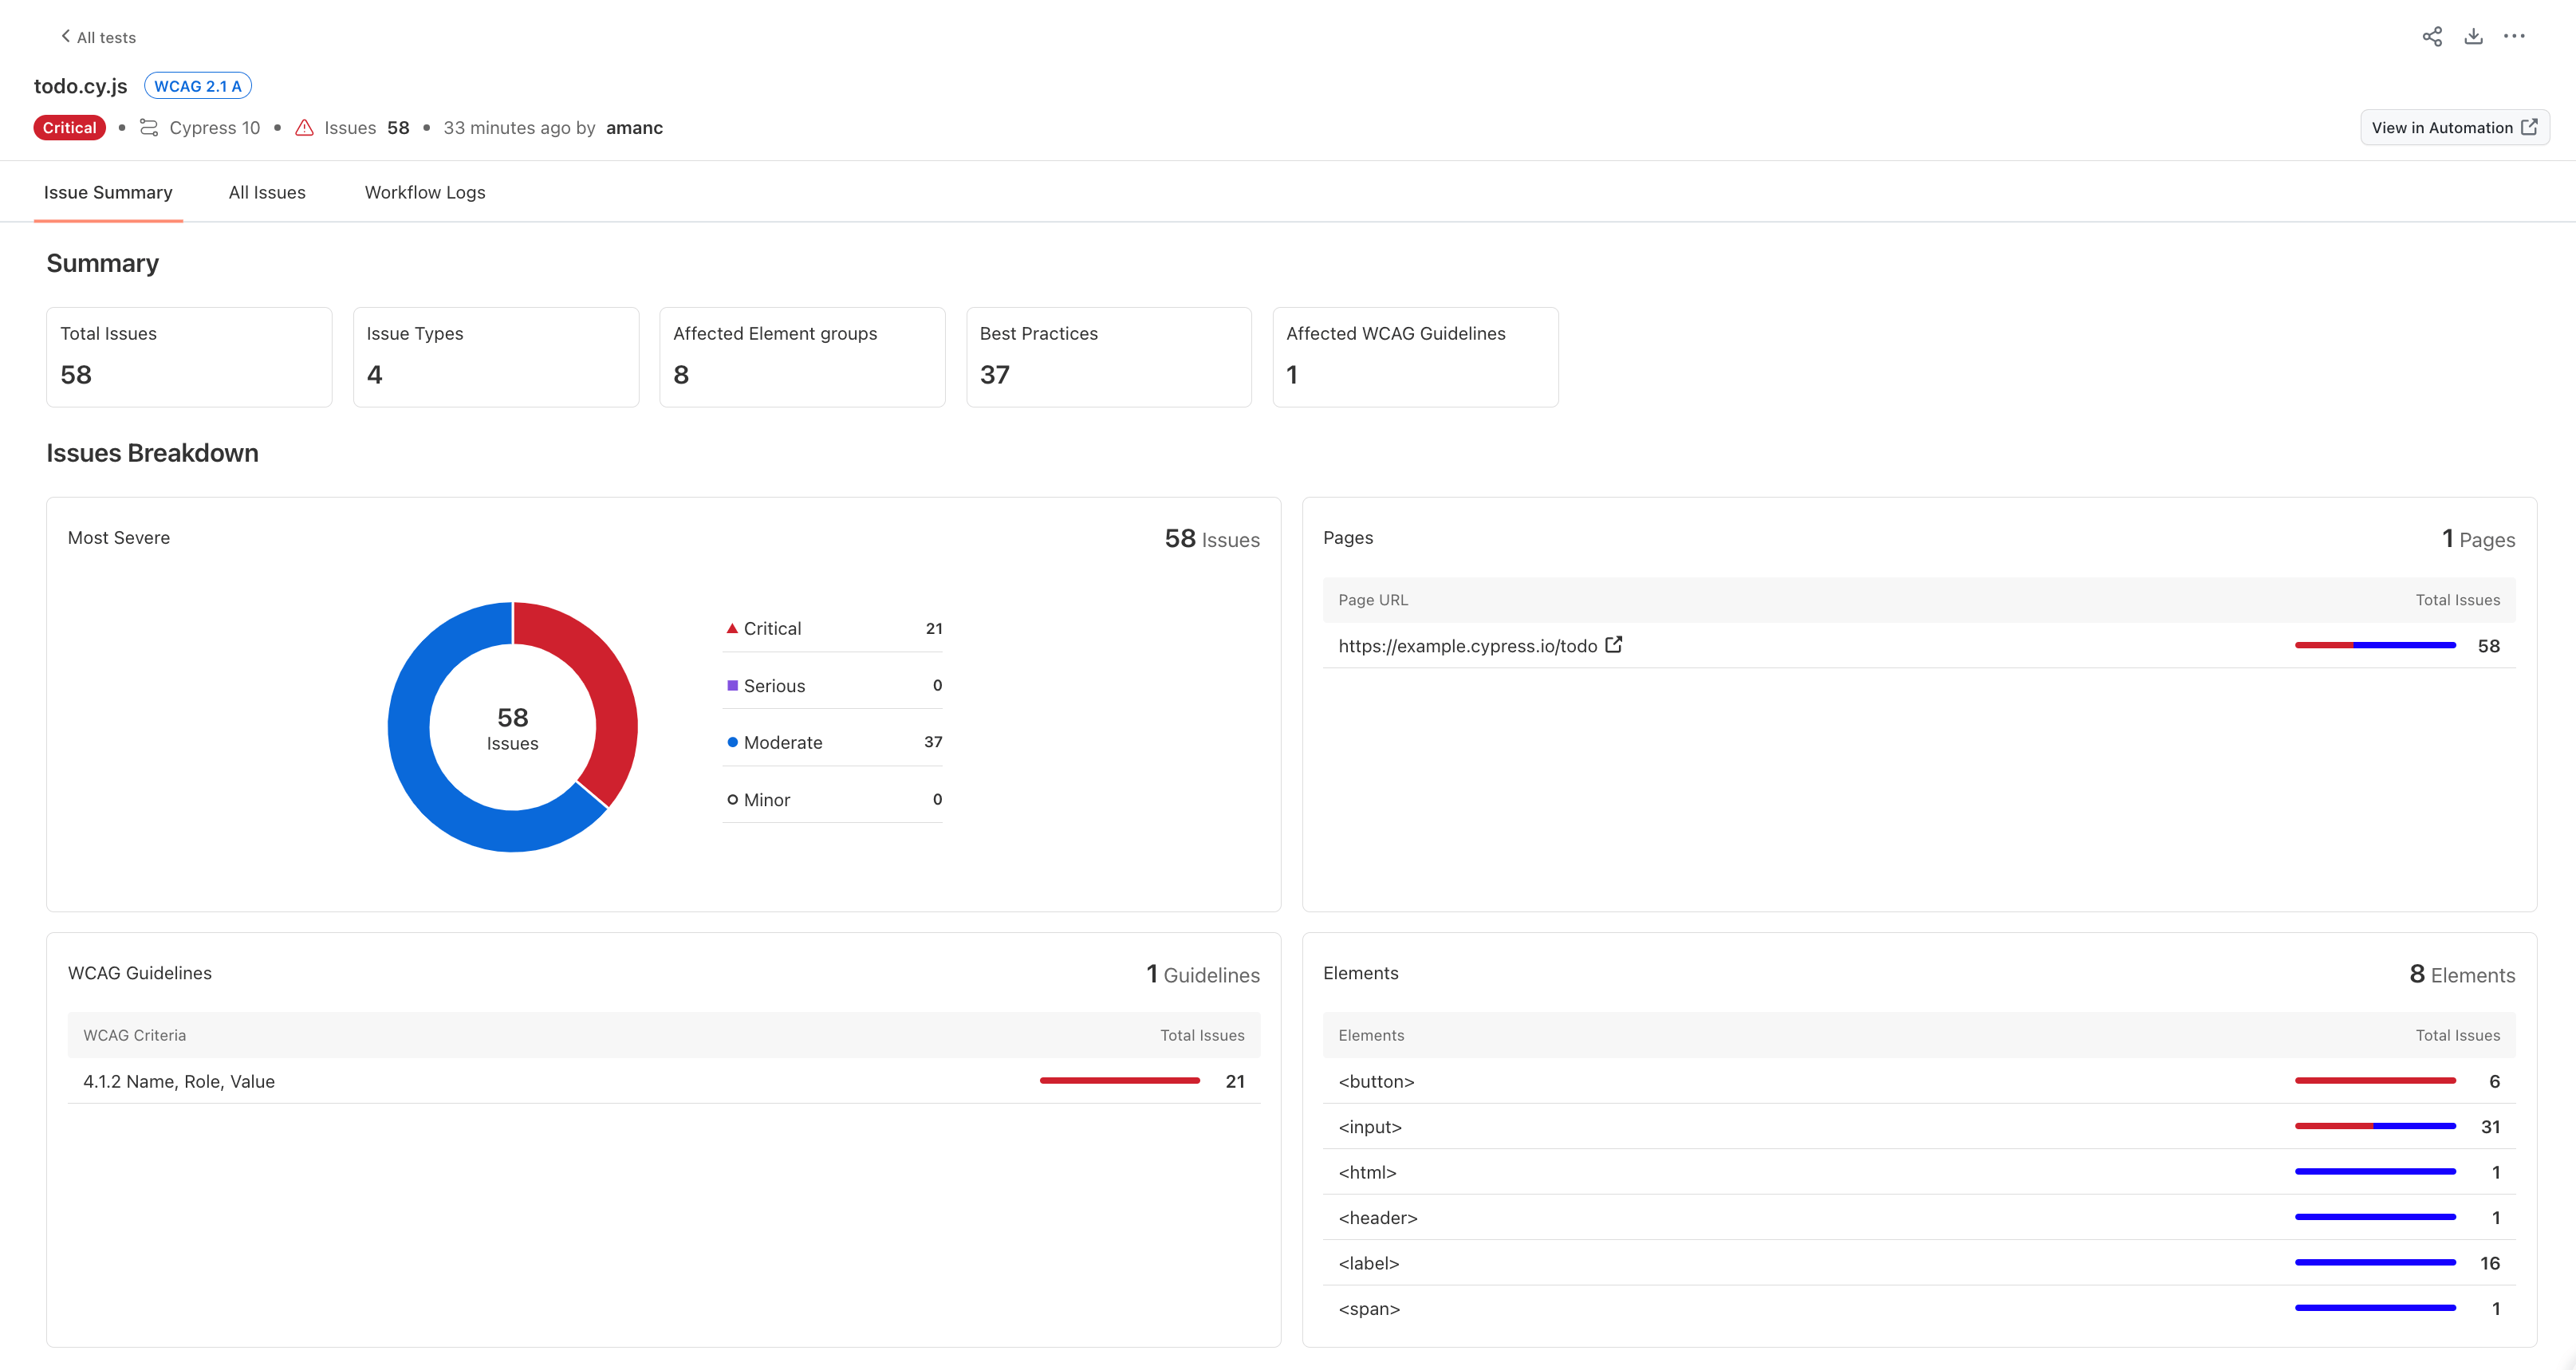 All tests
todo.cy.js WCAG 2.1 A
Critical • Cypress 10 • Issues 58 • 33 minutes ago by amanc
View in Automation
Issue Summary All Issues Workflow Logs
Summary
Total Issues
58
Issue Types
4
Affected Element groups
8
Best Practices
37
Affected WCAG Guidelines
1
Issues Breakdown
Most Severe
58 Issues
58
Issues
Critical 21
Serious 0
Moderate 37
Minor 0
Pages
1 Pages
Page URL Total Issues
https://example.cypress.io/todo 58
WCAG Guidelines
1 Guidelines
WCAG Criteria Total Issues
4.1.2 Name, Role, Value 21
Elements
8 Elements
Elements Total Issues
<button> 6
<input> 31
<html> 1
<header> 1
<label> 16
<span> 1